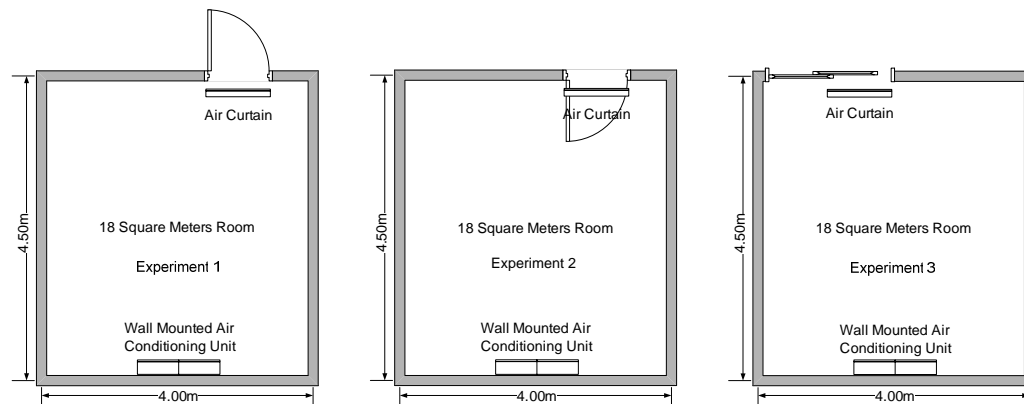 Air Curtain
4.50m
18 Square Meters Room
Experiment 1
Wall Mounted Air
Conditioning Unit
4.00m
Air Curtain
4.50m
18 Square Meters Room
Experiment 2
Wall Mounted Air
Conditioning Unit
4.00m
Air Curtain
4.50m
18 Square Meters Room
Experiment 3
Wall Mounted Air
Conditioning Unit
4.00m